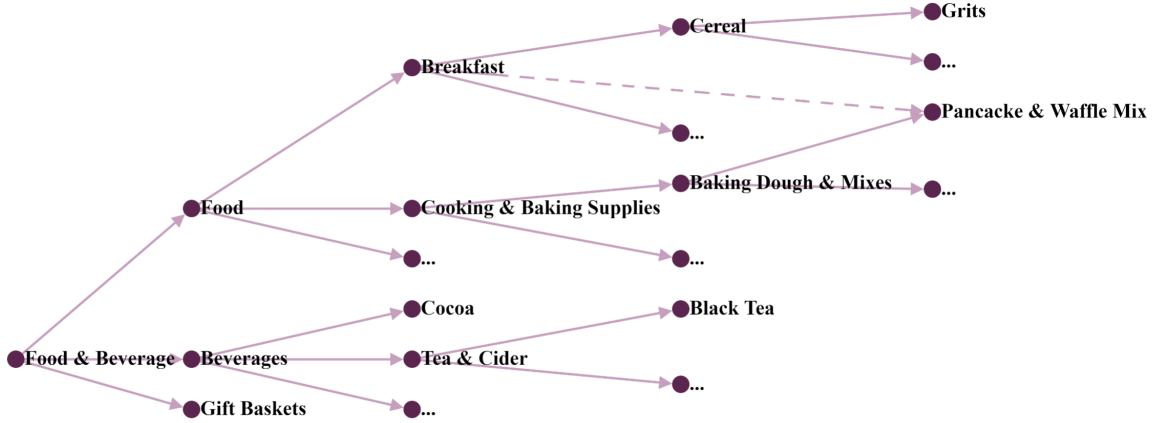 Grits
Cereal
...
Breakfast
Pancacke & Waffle Mix
...
Baking Dough & Mixes
...
Food
Cooking & Baking Supplies
...
...
Cocoa
Black Tea
Food & Beverage
Beverages
Tea & Cider
...
Gift Baskets
...